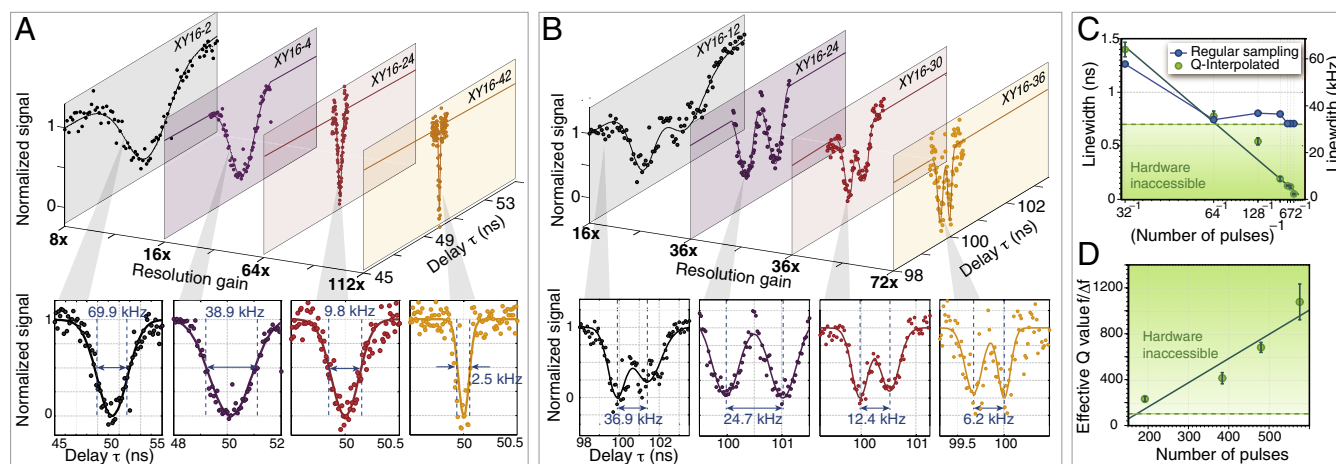 A
XY16-2
XY16-4
XY16-24
XY16-42
Normalized signal
1
0
8x
16x
64x
112x
Resolution gain
45
49
53
Delay τ (ns)
Normalized signal
1
0
69.9 kHz
38.9 kHz
9.8 kHz
2.5 kHz
45 50 55
48 50 52
50 50.5
50 50.5
Delay τ (ns)
B
XY16-12
XY16-24
XY16-30
XY16-36
Normalized signal
1
0
16x
36x
36x
72x
Resolution gain
98
100
102
Delay τ (ns)
Normalized signal
1
0
36.9 kHz
24.7 kHz
12.4 kHz
6.2 kHz
98 100 102
100 101
100 101
99.5 100
Delay τ (ns)
C
Regular sampling
Q-Interpolated
Linewidth (ns)
1.5
1
0.5
0
Linewidth (kHz)
60
40
20
0
Hardware
inaccessible
32⁻¹ 64⁻¹ 128⁻¹ 672⁻¹
(Number of pulses)⁻¹
D
Effective Q value f/Δf
1200
800
400
0
Hardware
inaccessible
200 300 400 500
Number of pulses